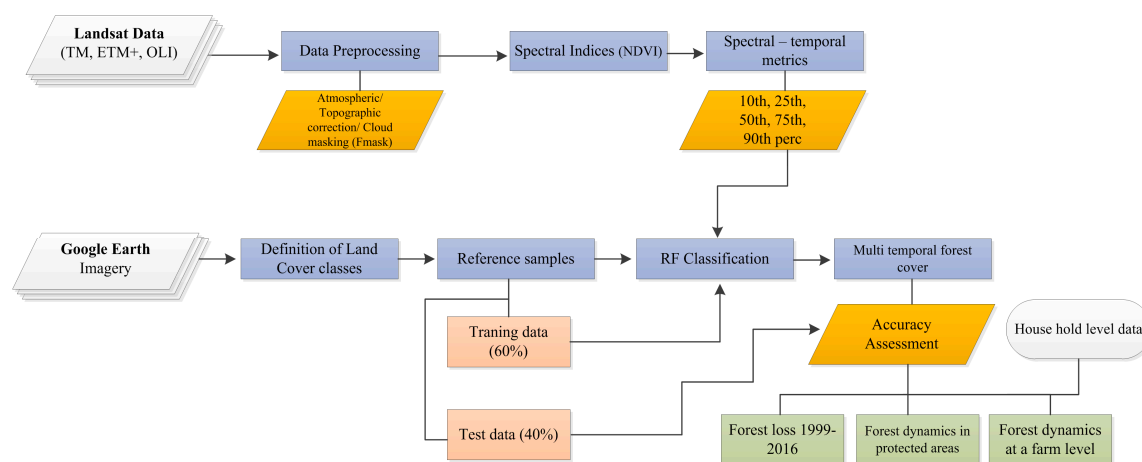 Landsat Data
(TM, ETM+, OLI)
Data Preprocessing
Spectral Indices (NDVI)
Spectral – temporal
metrics
Atmospheric/
Topographic
correction/ Cloud
masking (Fmask)
10th, 25th,
50th, 75th,
90th perc
Google Earth
Imagery
Definition of Land
Cover classes
Reference samples
RF Classification
Multi temporal forest
cover
Traning data
(60%)
Accuracy
Assessment
House hold level data
Test data (40%)
Forest loss 1999-
2016
Forest dynamics in
protected areas
Forest dynamics
at a farm level